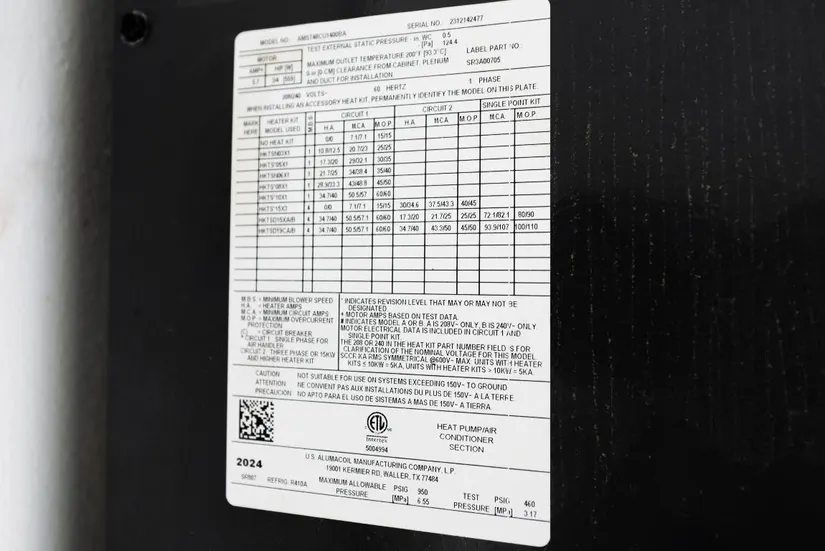 MODEL NO.: AMST48CU1400BA
SERIAL NO. 2312142477
MOTOR
AMP+ HP [W]
5.7 3/4 [559]
TEST EXTERNAL STATIC PRESSURE - in. WC 0.5
- [Pa] 124.4
MAXIMUM OUTLET TEMPERATURE 200°F [93.3°C]
0-in [0-CM] CLEARANCE FROM CABINET, PLENUM
AND DUCT FOR INSTALLATION.
LABEL PART NO:
SR3A00705
208/240 VOLTS~ 60 HERTZ 1 PHASE
WHEN INSTALLING AN ACCESSORY HEAT KIT, PERMANENTLY IDENTIFY THE MODEL ON THIS PLATE.
MARK HERE HEATER KIT MODEL USED M.B.S. CIRCUIT 1 CIRCUIT 2 SINGLE POINT KIT
H.A. M.C.A. M.O.P H.A. M.C.A. M.O.P M.C.A. M.O.P.
NO HEAT KIT 0/0 7.1/7.1 15/15
1 10.8/12.5 20.7/23 25/25
1 17.3/20 29/32.1 30/35
1 21.7/25 34/38.4 35/40
1 28.9/33.3 43/48.8 45/50
1 34.7/40 50.5/57 60/60
4 0/0 7.1/7.1 15/15 30/34.6 37.5/43.3 40/45
4 34.7/40 50.5/57.1 60/60 17.3/20 21.7/25 25/25 72.1/82.1 80/90
4 34.7/40 50.5/57.1 60/60 34.7/40 43.3/50 45/50 93.9/107 100/110
M.B.S. = MINIMUM BLOWER SPEED
H.A. = HEATER AMPS
M.C.A. = MINIMUM CIRCUIT AMPS
M.O.P = MAXIMUM OVERCURRENT
PROTECTION
(C) = CIRCUIT BREAKER
* CIRCUIT 1: SINGLE PHASE FOR
AIR HANDLER
CIRCUIT 2: THREE PHASE OR 15KW
AND HIGHER HEATER KIT
* INDICATES REVISION LEVEL THAT MAY OR MAY NOT BE
DESIGNATED.
+ MOTOR AMPS BASED ON TEST DATA.
# INDICATES MODEL A OR B. A IS 208V~ ONLY, B IS 240V~ ONLY
MOTOR ELECTRICAL DATA IS INCLUDED IN CIRCUIT 1 AND
SINGLE POINT KIT.
THE 208 OR 240 IN THE HEAT KIT PART NUMBER FIELD IS FOR
CLARIFICATION OF THE NOMINAL VOLTAGE FOR THIS MODEL.
SCCR KA RMS SYMMETRICAL @600V~ MAX. UNITS WITH HEATER
KITS ≤ 10KW = 5KA, UNITS WITH HEATER KITS > 10KW = 5KA.
CAUTION NOT SUITABLE FOR USE ON SYSTEMS EXCEEDING 150V~ TO GROUND
ATTENTION NE CONVIENT PAS AUX INSTALLATIONS DU PLUS DE 150V~ A LA TERRE.
PRECAUCION NO APTO PARA EL USO DE SISTEMAS A MAS DE 150V~ A TIERRA.
ETL
Intertek
5004994
HEAT PUMP/AIR
CONDITIONER
SECTION
2024
U.S. ALUMACOIL MANUFACTURING COMPANY, L.P.
19001 KERMIER RD, WALLER, TX 77484
REFRIG. R410A
MAXIMUM ALLOWABLE PRESSURE PSIG 950
[MPa] 6.55
TEST PRESSURE PSIG 460
[MPa] 3.17